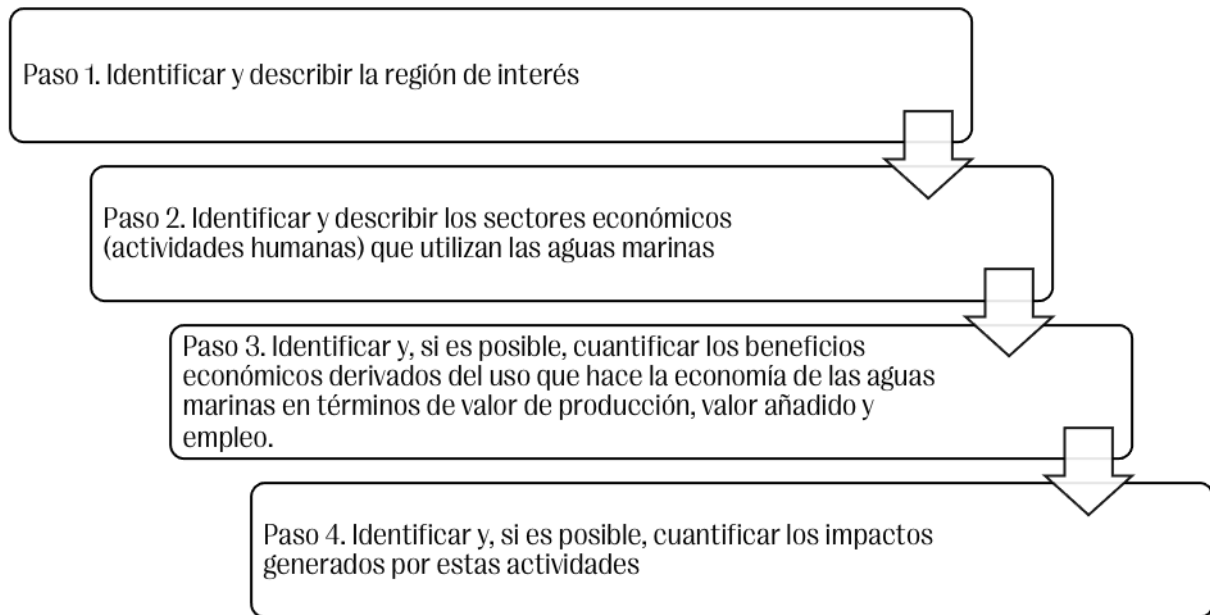 Paso 1. Identificar y describir la región de interés
Paso 2. Identificar y describir los sectores económicos
(actividades humanas) que utilizan las aguas marinas
Paso 3. Identificar y, si es posible, cuantificar los beneficios
económicos derivados del uso que hace la economía de las aguas
marinas en términos de valor de producción, valor añadido y
empleo.
Paso 4. Identificar y, si es posible, cuantificar los impactos
generados por estas actividades